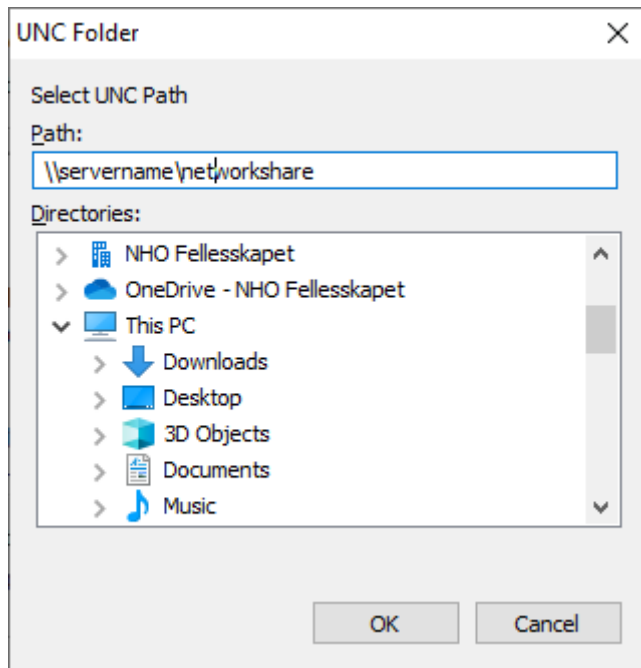 UNC Folder
Select UNC Path
Path:
\\servername\networkshare
Directories:
NHO Fellesskapet
OneDrive - NHO Fellesskapet
This PC
Downloads
Desktop
3D Objects
Documents
Music
OK Cancel